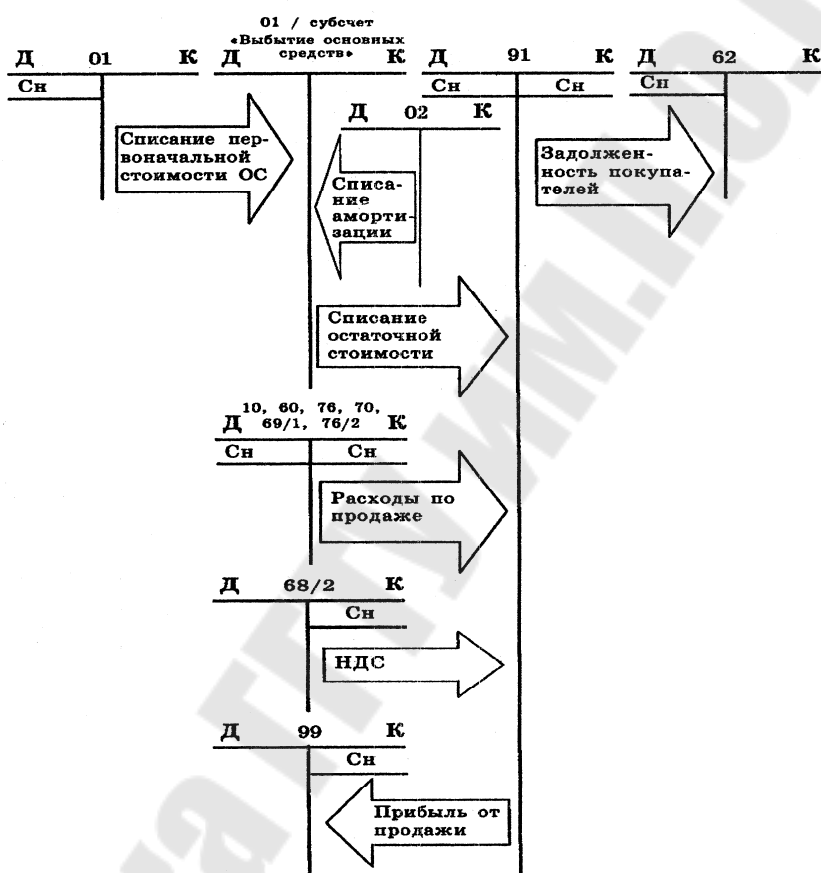 01 / субсчет
«Выбытие основных
средств»
Д 01 К
Д К
Д 91 К
Д 62 К
Сн
Сн Сн
Сп
Списание пер-
воначальной
стоимости ОС
Д 02 К
Списа-
ние
аморти-
зации
Задолжен-
ность покупа-
телей
Списание
остаточной
стоимости
10, 60, 76, 70,
Д 69/1, 76/2 К
Сн Сн
Расходы по
продаже
Д 68/2 К
Сн
НДС
Д 99 К
Сн
Прибыль от
продажи